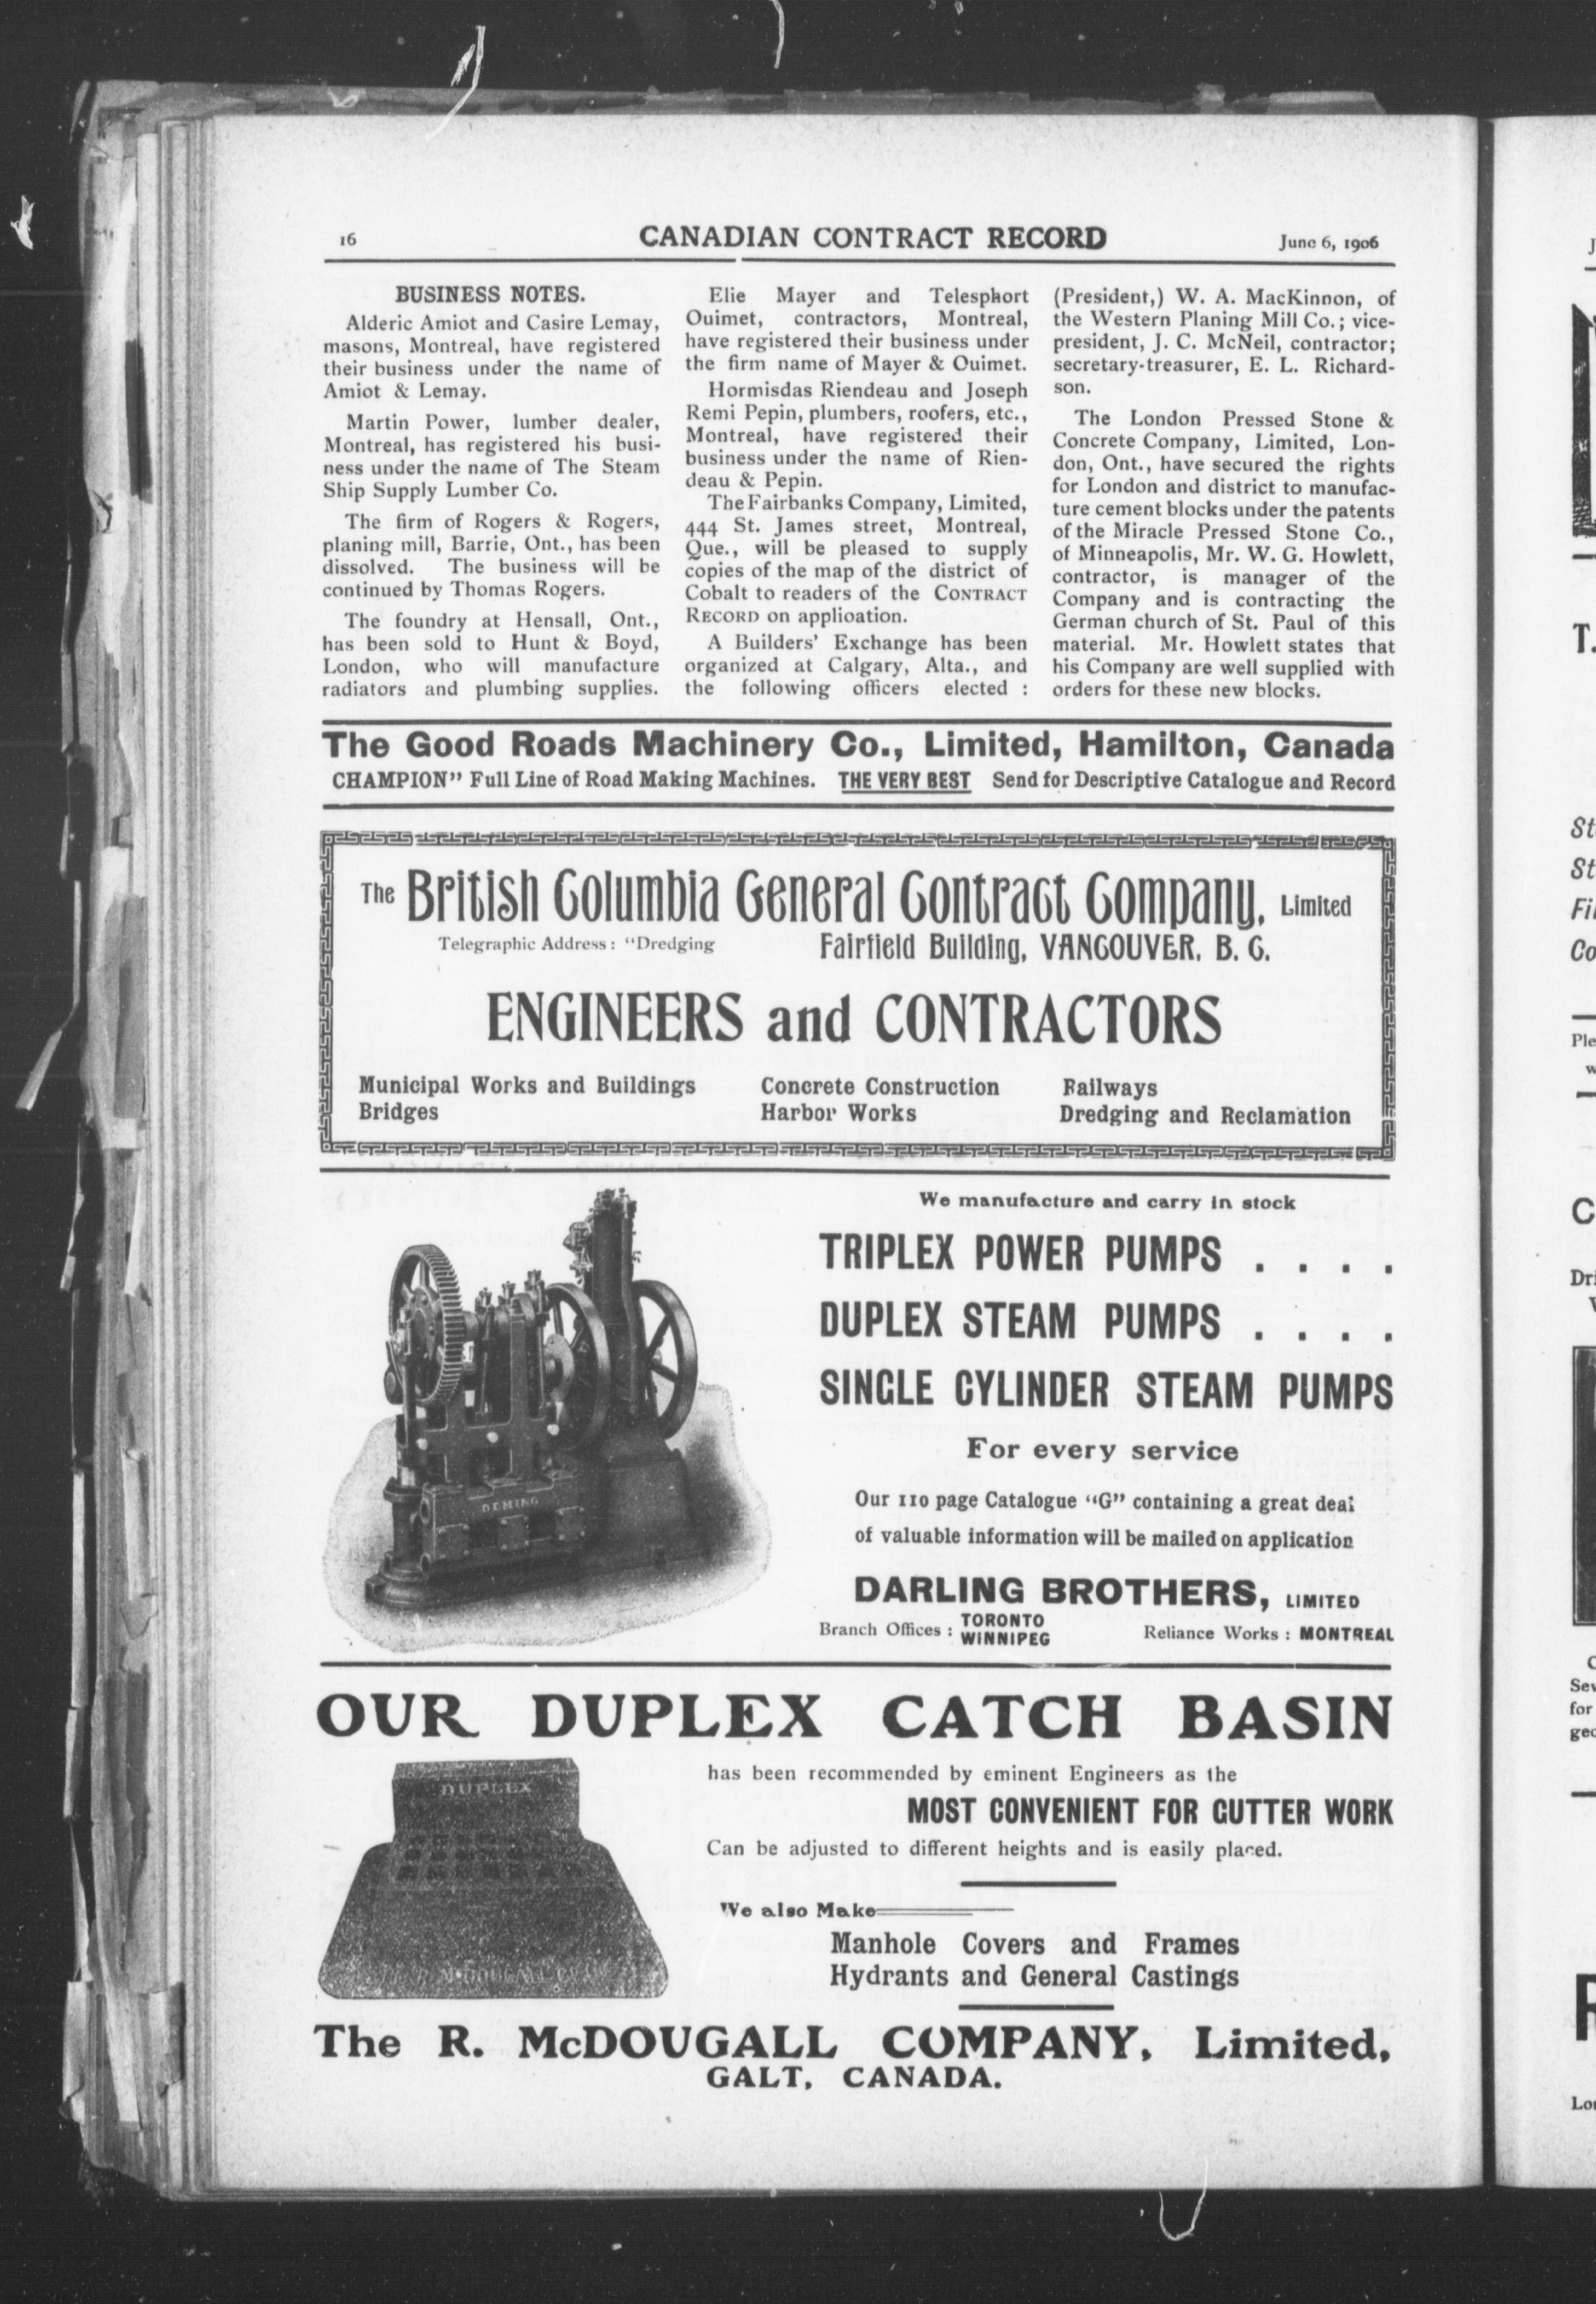 16
CANADIAN CONTRACT RECORD
June 6, 1906
BUSINESS NOTES.
Alderic Amiot and Casire Lemay,
masons, Montreal, have registered
their business under the name of
Amiot & Lemay.
Martin Power, lumber dealer,
Montreal, has registered his busi-
ness under the name of The Steam
Ship Supply Lumber Co.
The firm of Rogers & Rogers,
planing mill, Barrie, Ont., has been
dissolved. The business will be
continued by Thomas Rogers.
The foundry at Hensall, Ont.,
has been sold to Hunt & Boyd,
London, who will manufacture
radiators and plumbing supplies.
Elie Mayer and Telesphort
Ouimet, contractors, Montreal,
have registered their business under
the firm name of Mayer & Ouimet.
Hormisdas Riendeau and Joseph
Remi Pepin, plumbers, roofers, etc.,
Montreal, have registered their
business under the name of Rien-
deau & Pepin.
The Fairbanks Company, Limited,
444 St. James street, Montreal,
Que., will be pleased to supply
copies of the map of the district of
Cobalt to readers of the CONTRACT
RECORD on application.
A Builders' Exchange has been
organized at Calgary, Alta., and
the following officers elected :
(President,) W. A. MacKinnon, of
the Western Planing Mill Co.; vice-
president, J. C. McNeil, contractor;
secretary-treasurer, E. L. Richard-
son.
The London Pressed Stone &
Concrete Company, Limited, Lon-
don, Ont., have secured the rights
for London and district to manufac-
ture cement blocks under the patents
of the Miracle Pressed Stone Co.,
of Minneapolis, Mr. W. G. Howlett,
contractor, is manager of the
Company and is contracting the
German church of St. Paul of this
material. Mr. Howlett states that
his Company are well supplied with
orders for these new blocks.
The Good Roads Machinery Co., Limited, Hamilton, Canada
CHAMPION" Full Line of Road Making Machines. THE VERY BEST Send for Descriptive Catalogue and Record
The British Columbia General Contract Company, Limited
Telegraphic Address: "Dredging
Fairfield Building, VANCOUVER, B. C.
ENGINEERS and CONTRACTORS
Municipal Works and Buildings
Bridges
Concrete Construction
Harbor Works
Railways
Dredging and Reclamation
We manufacture and carry in stock
TRIPLEX POWER PUMPS . . . .
DUPLEX STEAM PUMPS . . . .
SINGLE CYLINDER STEAM PUMPS
For every service
Our 110 page Catalogue "G" containing a great deal
of valuable information will be mailed on application
DARLING BROTHERS, LIMITED
Branch Offices : TORONTO
WINNIPEG
Reliance Works : MONTREAL
DEMING
OUR DUPLEX CATCH BASIN
DUPLEX
has been recommended by eminent Engineers as the
MOST CONVENIENT FOR GUTTER WORK
Can be adjusted to different heights and is easily placed.
We also Make
Manhole Covers and Frames
Hydrants and General Castings
The R. McDOUGALL COMPANY, Limited,
GALT, CANADA.